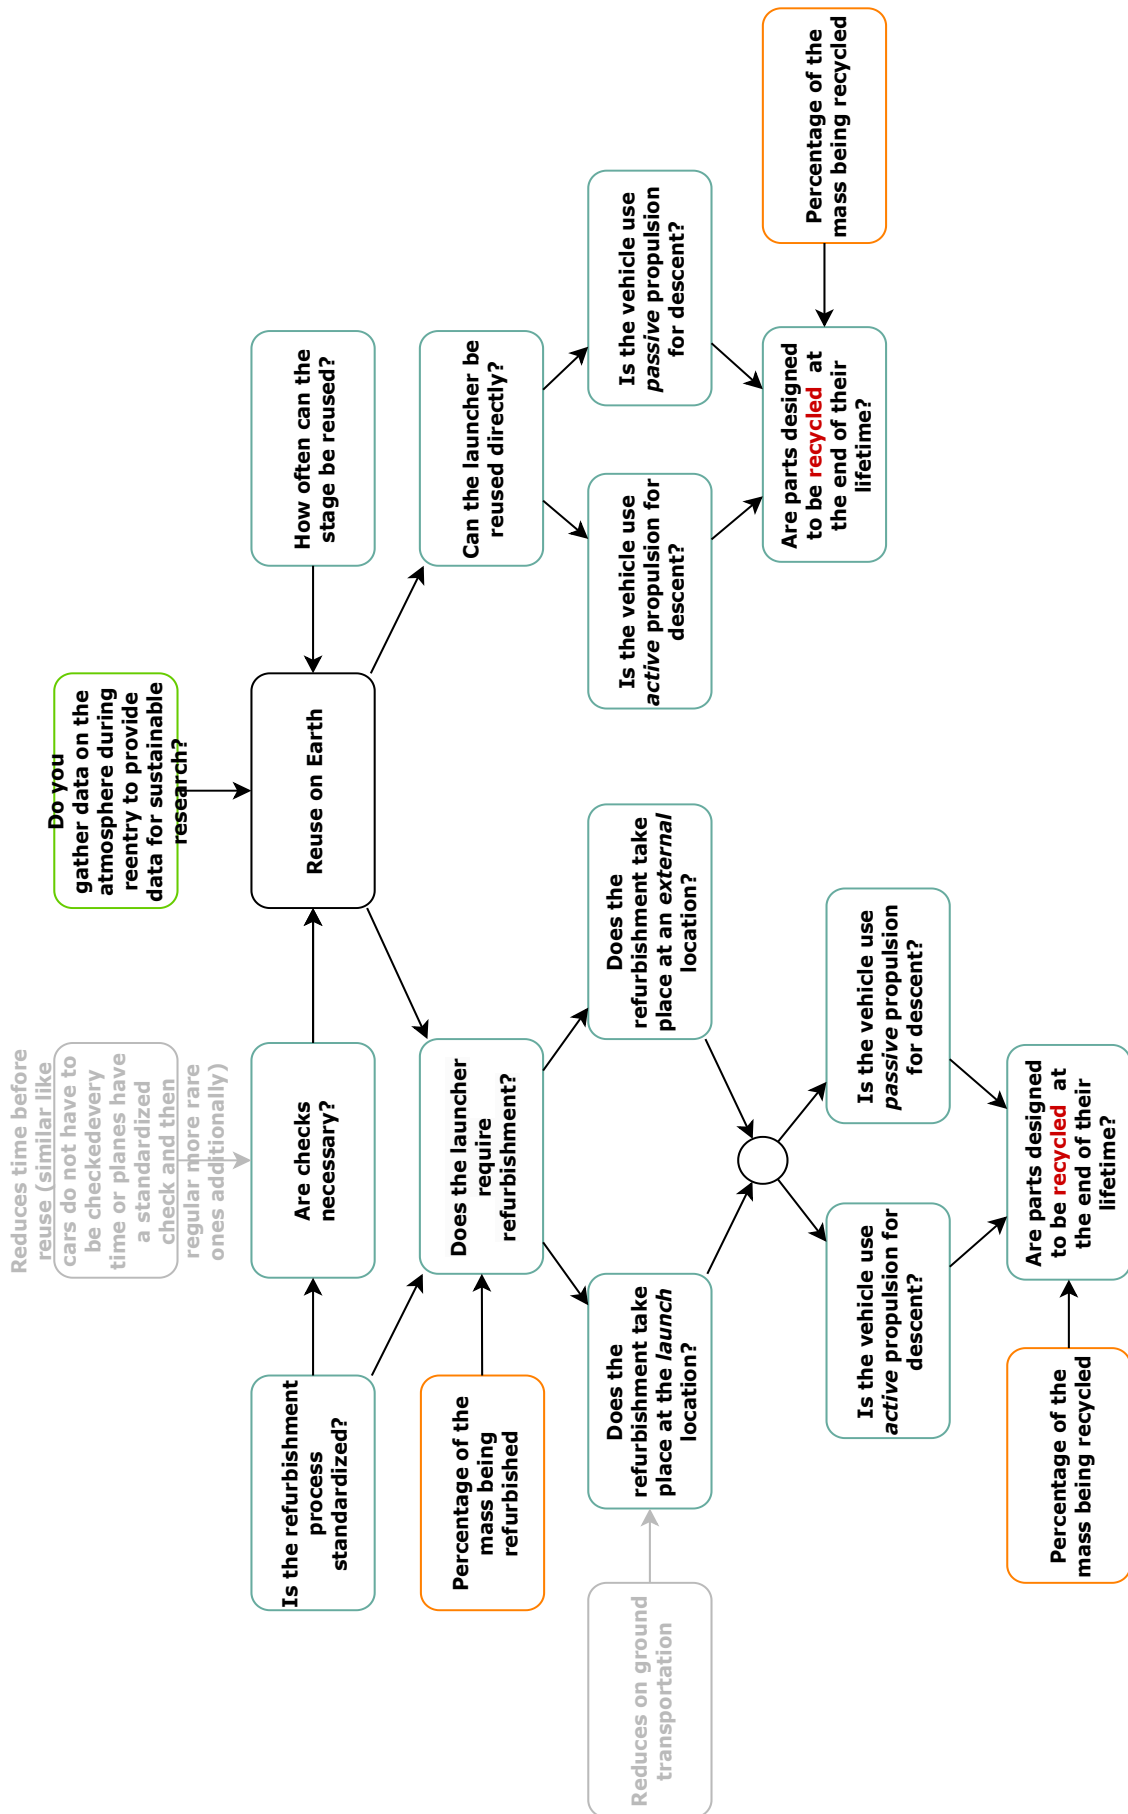 Reduces time before
reuse (similar like
cars do not have to
be checkedevery
time or planes have
a standardized
check and then
regular more rare
ones additionally)
Do you
gather data on the
atmosphere during
reentry to provide
data for sustainable
research?
Is the refurbishment
process
standardized?
Are checks
necessary?
Reuse on Earth
How often can the
stage be reused?
Percentage of the
mass being
refurbished
Does the launcher
require
refurbishment?
Can the launcher be
reused directly?
Reduces on ground
transportation
Does the
refurbishment take
place at the launch
location?
Does the
refurbishment take
place at an external
location?
Is the vehicle use
active propulsion for
descent?
Is the vehicle use
passive propulsion
for descent?
Are parts designed
to be recycled at
the end of their
lifetime?
Percentage of the
mass being recycled
Is the vehicle use
active propulsion for
descent?
Is the vehicle use
passive propulsion
for descent?
Percentage of the
mass being recycled
Are parts designed
to be recycled at
the end of their
lifetime?